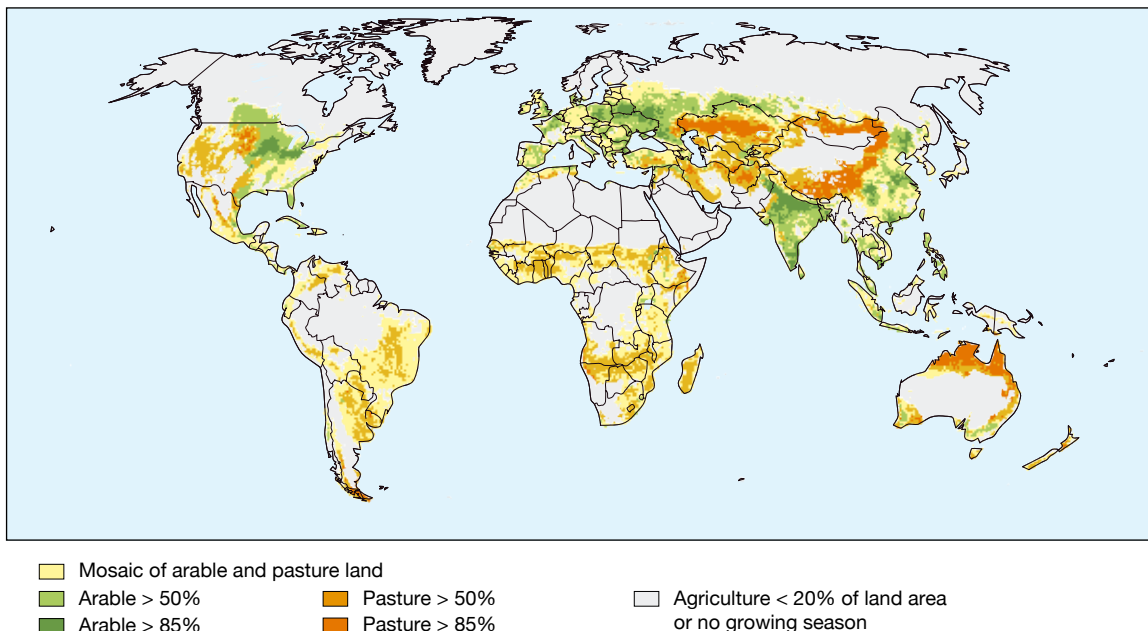 Mosaic of arable and pasture land
Arable > 50%
Pasture > 50%
Agriculture < 20% of land area
or no growing season
Arable > 85%
Pasture > 85%